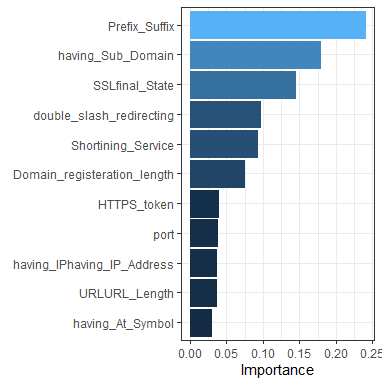 Prefix_Suffix
having_Sub_Domain
SSLfinal_State
double_slash_redirecting
Shortining_Service
Domain_registeration_length
HTTPS_token
port
having_IPhaving_IP_Address
URLURL_Length
having_At_Symbol
0.00 0.05 0.10 0.15 0.20 0.25
Importance